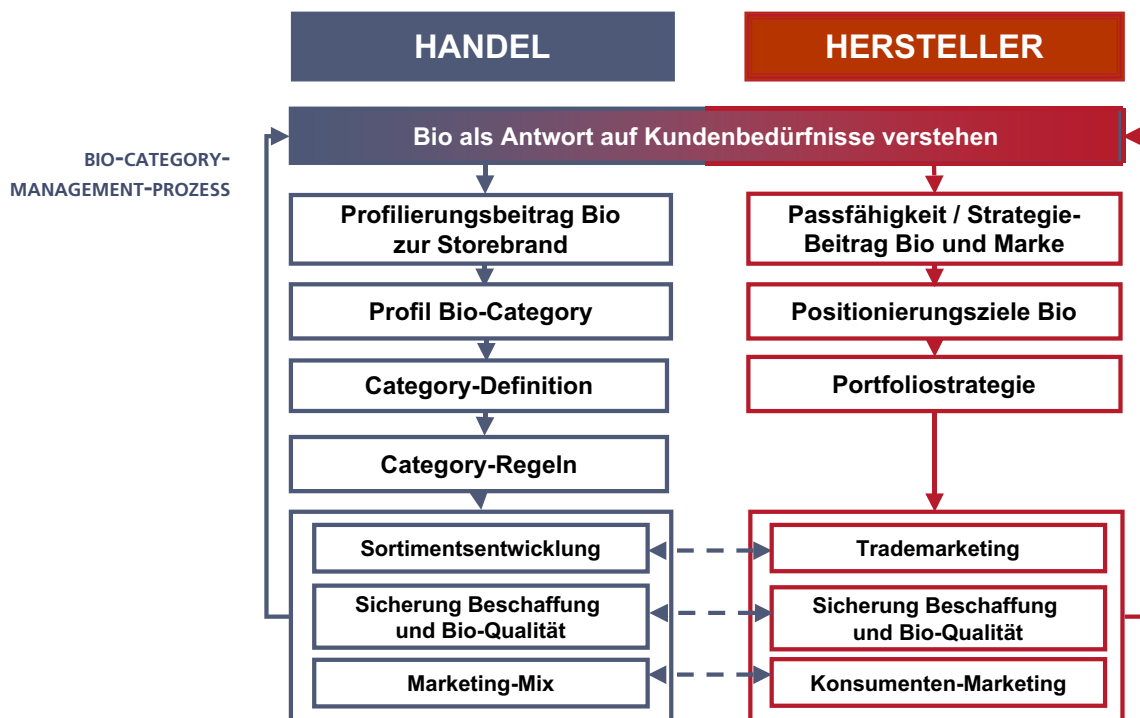 HANDEL
HERSTELLER
Bio als Antwort auf Kundenbedürfnisse verstehen
BIO-CATEGORY-
MANAGEMENT-PROZESS
Profilierungsbeitrag Bio
zur Storebrand
Passfähigkeit / Strategie-
Beitrag Bio und Marke
Profil Bio-Category
Positionierungsziele Bio
Category-Definition
Portfoliostrategie
Category-Regeln
Sortimentsentwicklung
Trademarketing
Sicherung Beschaffung
und Bio-Qualität
Sicherung Beschaffung
und Bio-Qualität
Marketing-Mix
Konsumenten-Marketing